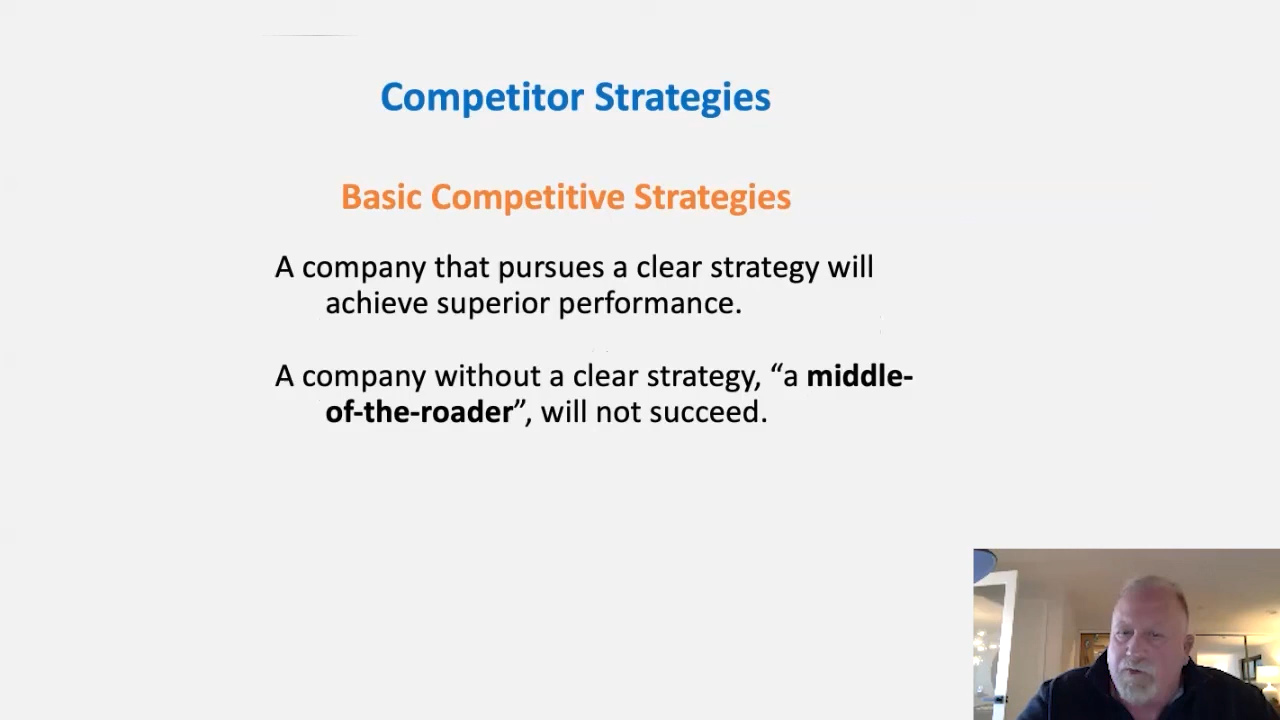 Competitor Strategies
Basic Competitive Strategies
A company that pursues a clear strategy will
achieve superior performance.
A company without a clear strategy, “a middle-
of-the-roader”, will not succeed.